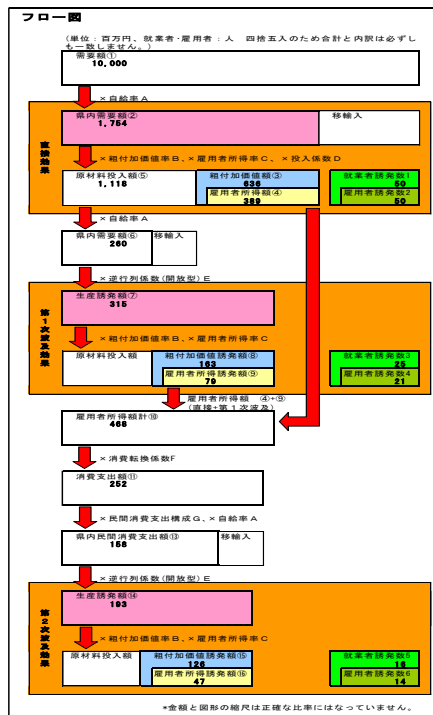 フロー図
(単位:百万円、就業者・雇用者:人 四捨五入のため合計と内訳は必ずし
も一致しません。)
需要額①
10,000
×自給率A
直接効果
県内需要額②
1,754
移輸入
×粗付加価値率B、×雇用者所得率C、×投入係数D
原材料投入額⑤
1,118
粗付加価値額③
636
雇用者所得額④
389
就業者誘発数1
50
雇用者誘発数2
50
×自給率A
県内需要額⑥
260
移輸入
×逆行列係数(開放型)E
第1次波及効果
生産誘発額⑦
315
×粗付加価値率B、×雇用者所得率C
原材料投入額
粗付加価値誘発額⑧
163
雇用者所得誘発額⑨
79
就業者誘発数3
25
雇用者誘発数4
21
雇用者所得額 ④+⑨
(直接+第1次波及)
雇用者所得額計⑩
468
×消費転換係数F
消費支出額⑪
252
×民間消費支出構成G、×自給率A
県内民間消費支出額⑬
158
移輸入
×逆行列係数(開放型)E
第2次波及効果
生産誘発額⑭
193
×粗付加価値率B、×雇用者所得率C
原材料投入額
粗付加価値誘発額⑮
126
雇用者所得誘発額⑯
47
就業者誘発数5
16
雇用者誘発数6
14
*金額と図形の縮尺は正確な比率にはなっていません。